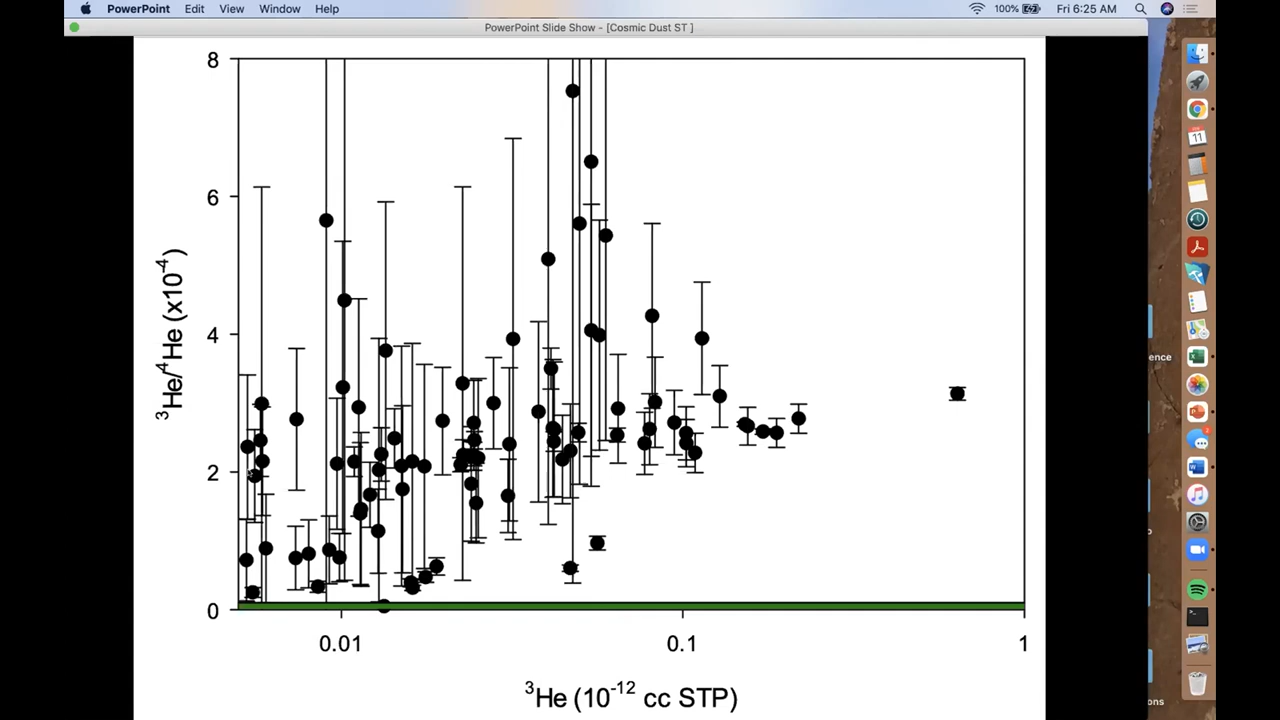 PowerPoint Edit View Window Help 100% Fri 6:25 AM
PowerPoint Slide Show - [Cosmic Dust ST ]
8
6
4
2
0
³He/⁴He (x10⁻⁴)
0.01 0.1 1
³He (10⁻¹² cc STP)
11
ence
ons